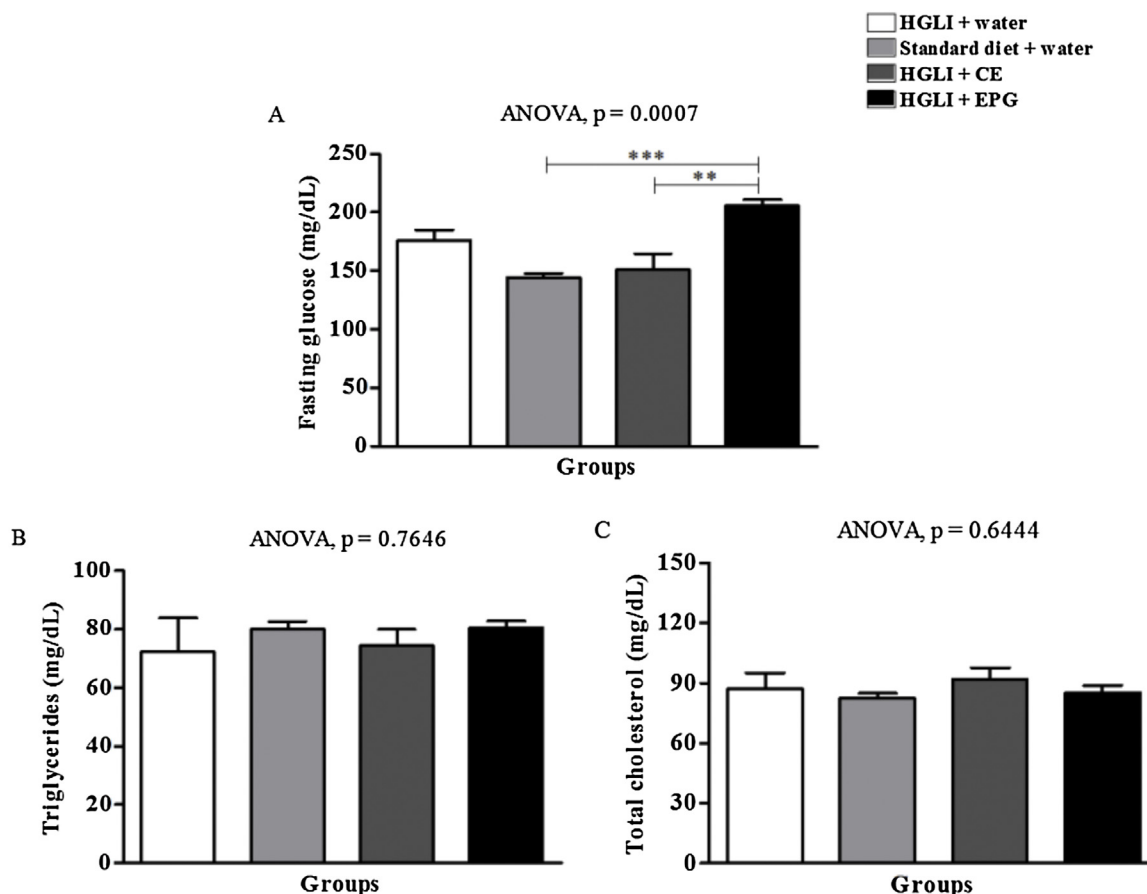 HGLI + water
Standard diet + water
HGLI + CE
HGLI + EPG
A
ANOVA, p = 0.0007
Fasting glucose (mg/dL)
250
200
150
100
50
0
***
**
Groups
B
ANOVA, p = 0.7646
Triglycerides (mg/dL)
100
80
60
40
20
0
Groups
C
ANOVA, p = 0.6444
Total cholesterol (mg/dL)
150
120
90
60
30
0
Groups